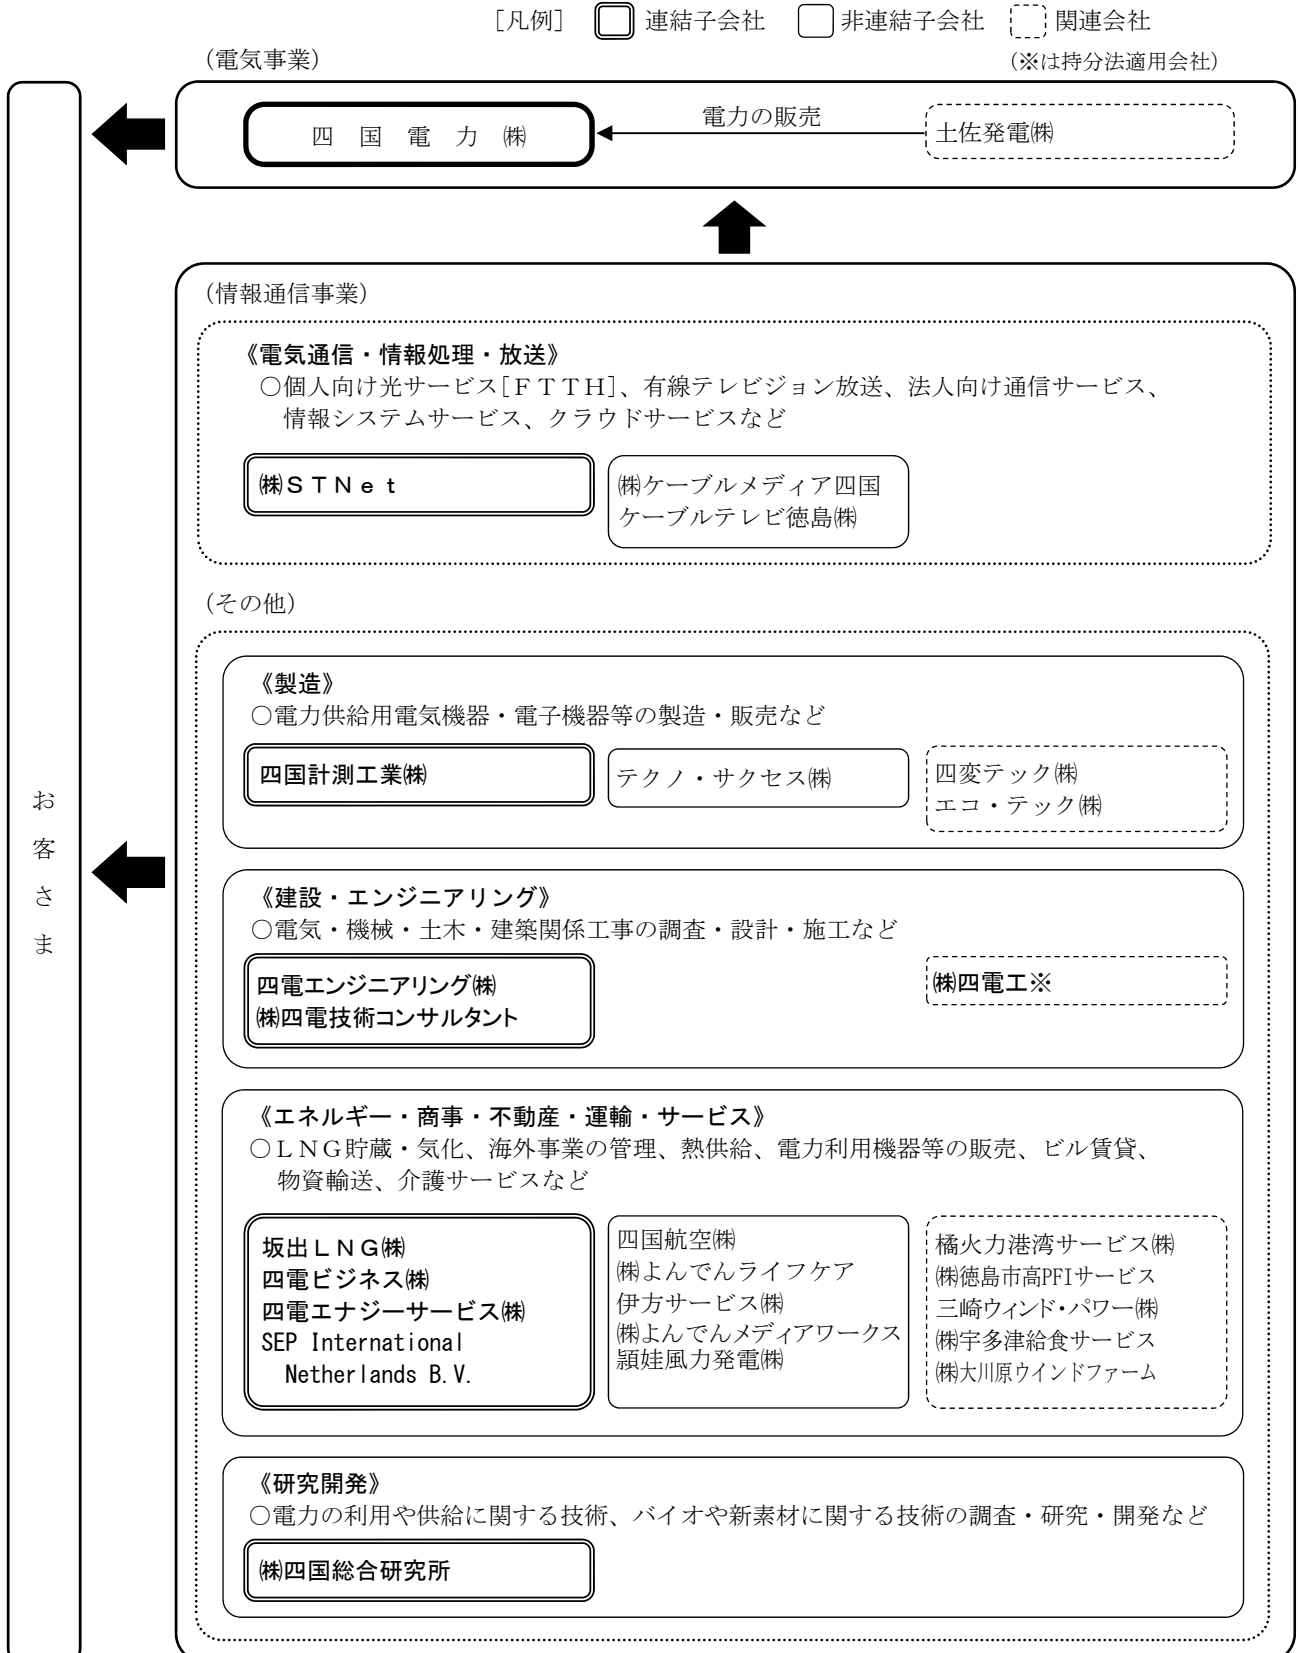 ［凡例］ 連結子会社 非連結子会社 関連会社
（電気事業） （※は持分法適用会社）
四国電力㈱ 電力の販売 土佐発電㈱
（情報通信事業）
《電気通信・情報処理・放送》
○個人向け光サービス［ＦＴＴＨ］、有線テレビジョン放送、法人向け通信サービス、
情報システムサービス、クラウドサービスなど
㈱ＳＴＮｅｔ
㈱ケーブルメディア四国
ケーブルテレビ徳島㈱
（その他）
《製造》
○電力供給用電気機器・電子機器等の製造・販売など
四国計測工業㈱
テクノ・サクセス㈱
四変テック㈱
エコ・テック㈱
お客さま
《建設・エンジニアリング》
○電気・機械・土木・建築関係工事の調査・設計・施工など
四電エンジニアリング㈱
㈱四電技術コンサルタント
㈱四電工※
《エネルギー・商事・不動産・運輸・サービス》
○ＬＮＧ貯蔵・気化、海外事業の管理、熱供給、電力利用機器等の販売、ビル賃貸、
物資輸送、介護サービスなど
坂出ＬＮＧ㈱
四電ビジネス㈱
四電エナジーサービス㈱
SEP International
Netherlands B.V.
四国航空㈱
㈱よんでんライフケア
伊方サービス㈱
㈱よんでんメディアワークス
頴娃風力発電㈱
橘火力港湾サービス㈱
㈱徳島市高PFIサービス
三崎ウィンド・パワー㈱
㈱宇多津給食サービス
㈱大川原ウインドファーム
《研究開発》
○電力の利用や供給に関する技術、バイオや新素材に関する技術の調査・研究・開発など
㈱四国総合研究所